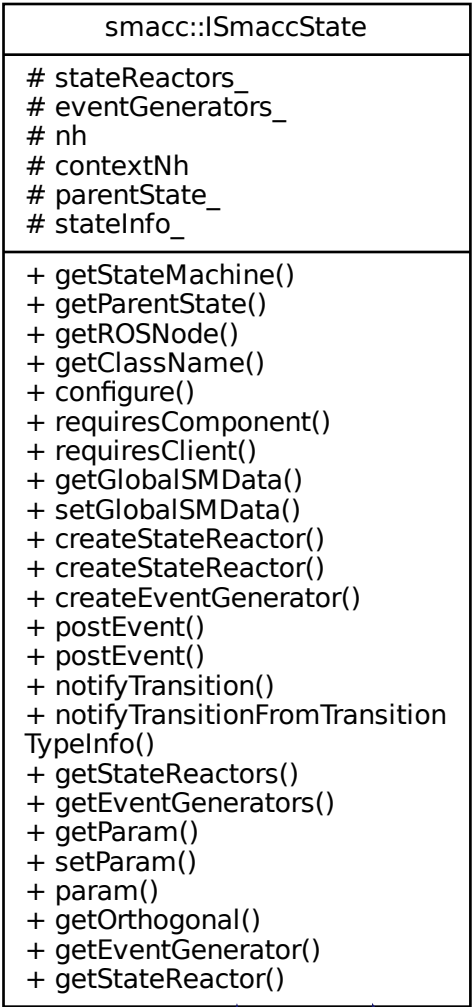 smacc::ISmaccState
# stateReactors_
# eventGenerators_
# nh
# contextNh
# parentState_
# stateInfo_
+ getStateMachine()
+ getParentState()
+ getROSNode()
+ getClassName()
+ configure()
+ requiresComponent()
+ requiresClient()
+ getGlobalSMData()
+ setGlobalSMData()
+ createStateReactor()
+ createStateReactor()
+ createEventGenerator()
+ postEvent()
+ postEvent()
+ notifyTransition()
+ notifyTransitionFromTransition
TypeInfo()
+ getStateReactors()
+ getEventGenerators()
+ getParam()
+ setParam()
+ param()
+ getOrthogonal()
+ getEventGenerator()
+ getStateReactor()